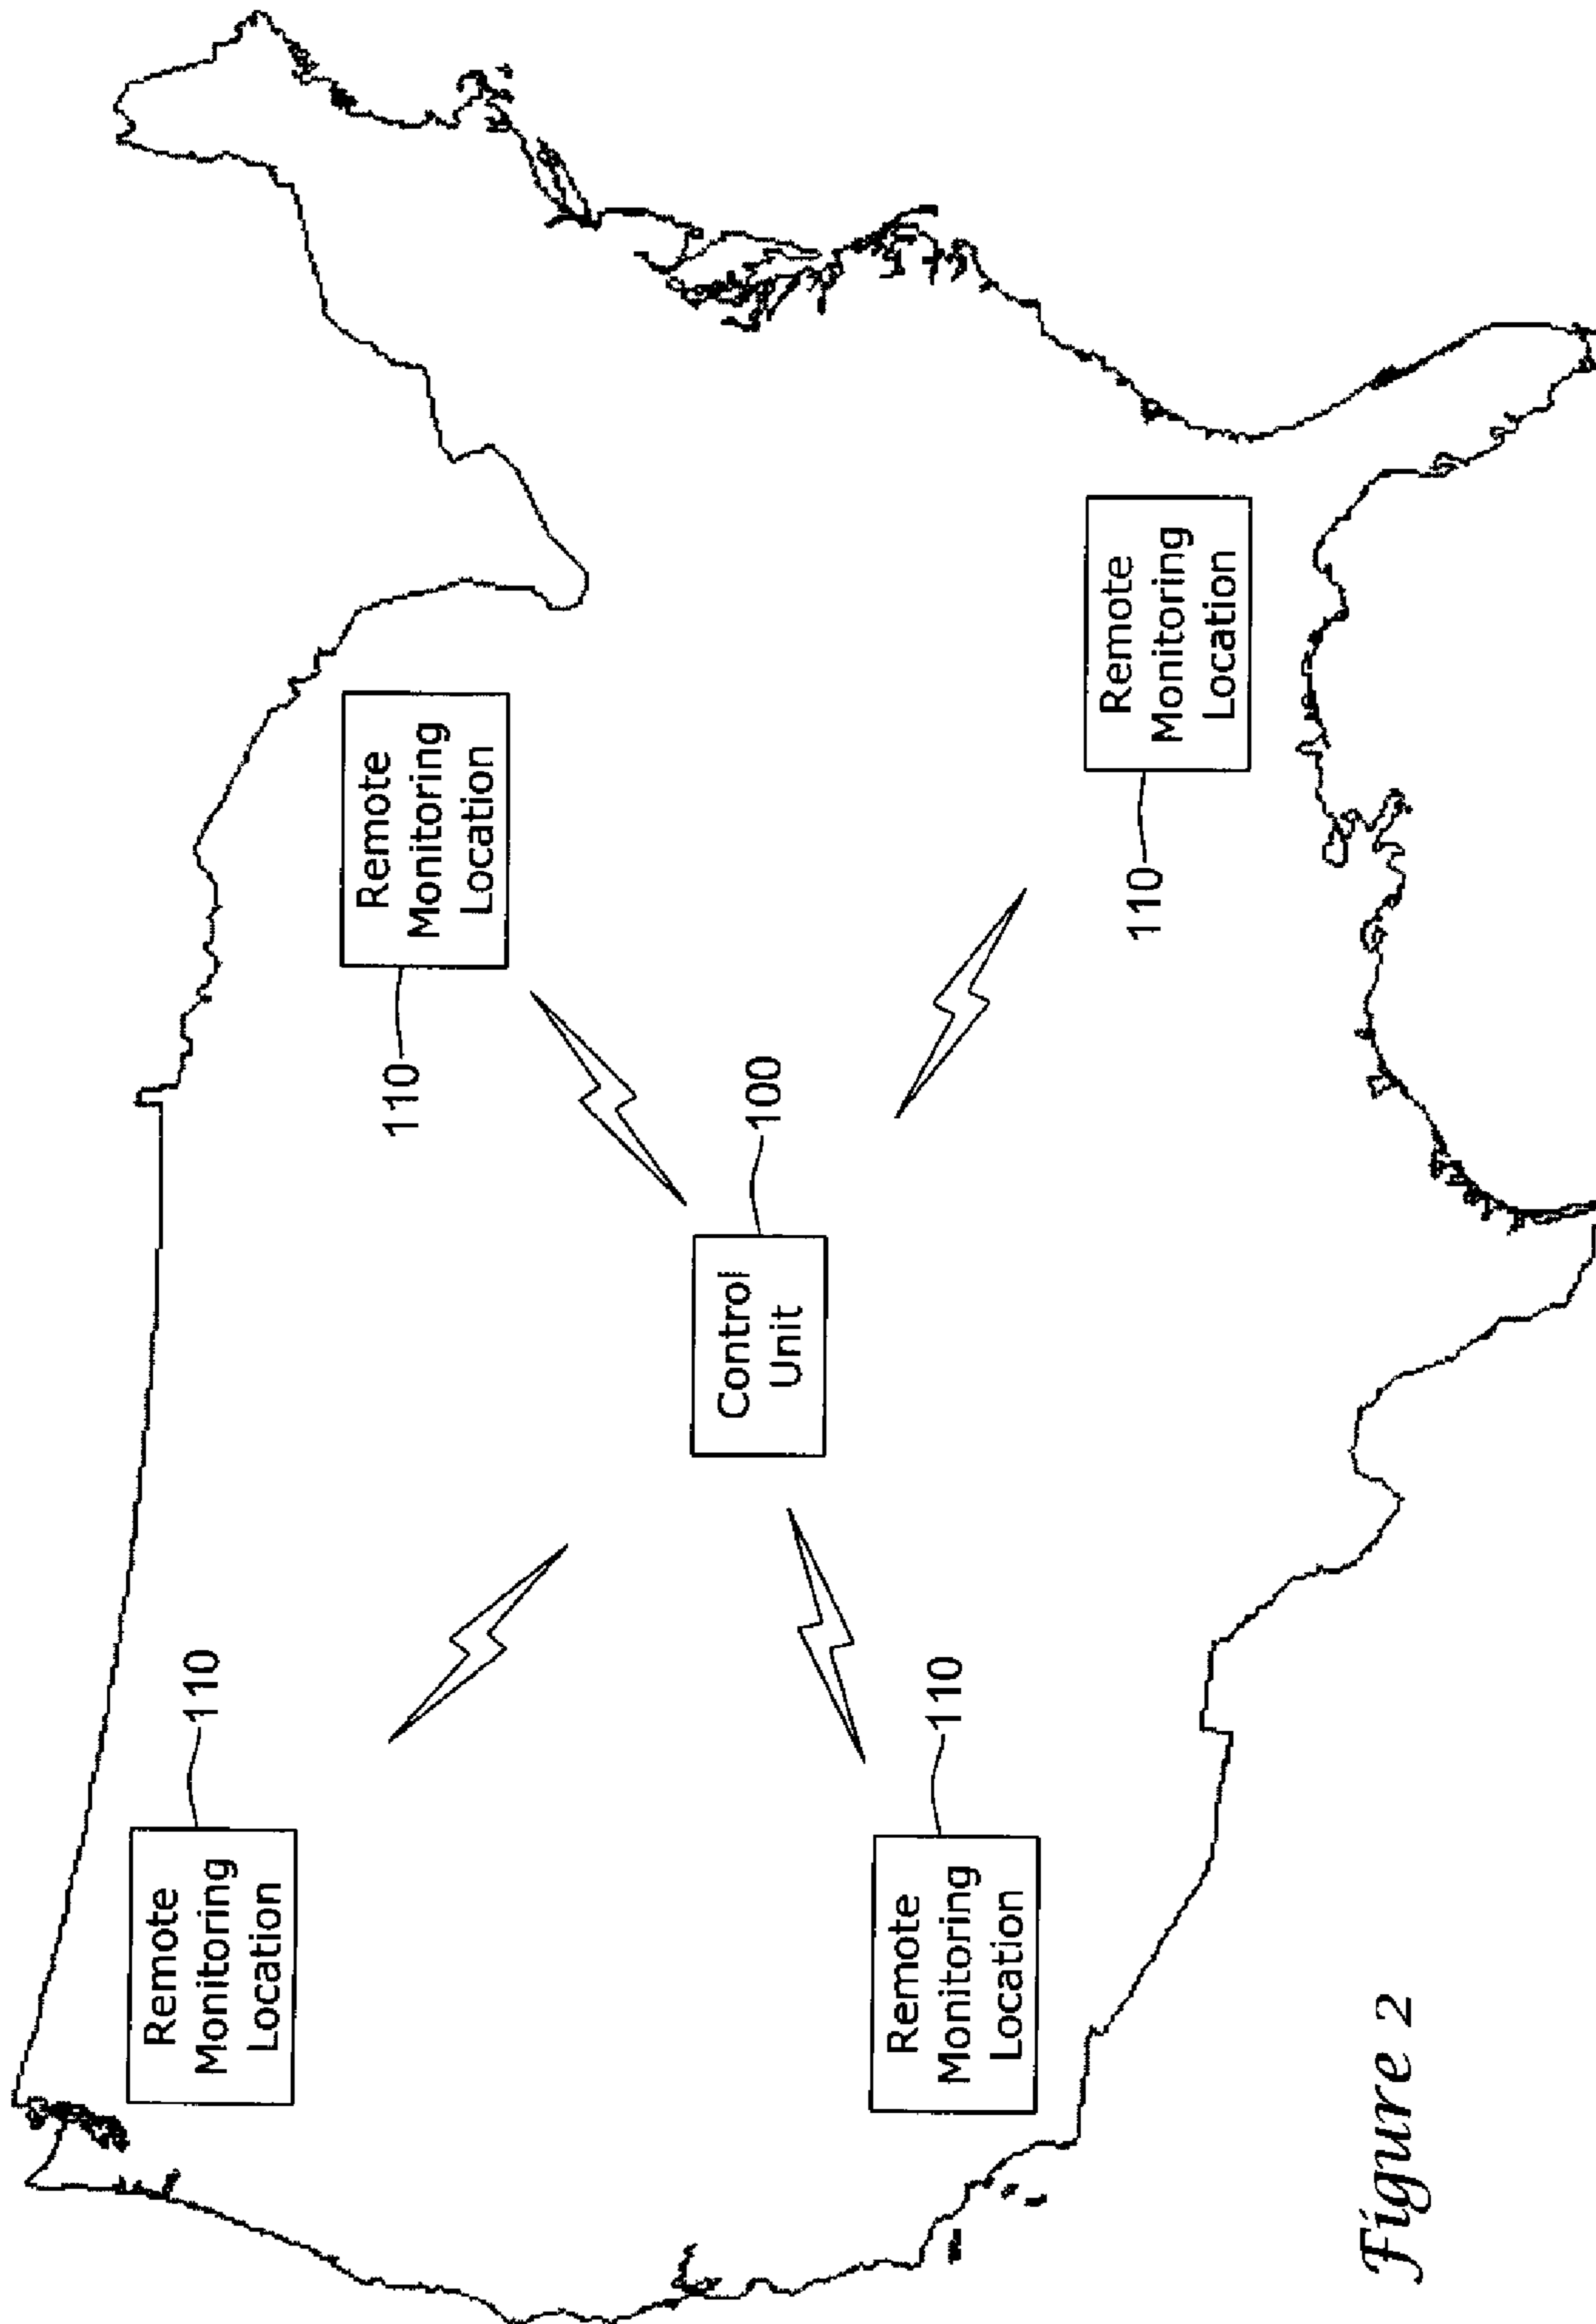 Remote
Monitoring
Location
110
110
Remote
Monitoring
Location
Control
Unit
100
Remote
Monitoring
Location
110
110
Remote
Monitoring
Location
Figure 2